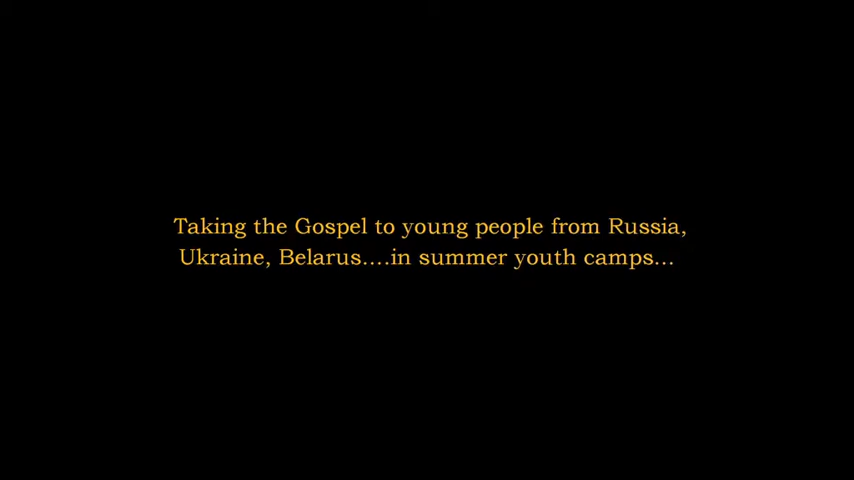 Taking the Gospel to young people from Russia,
Ukraine, Belarus....in summer youth camps...